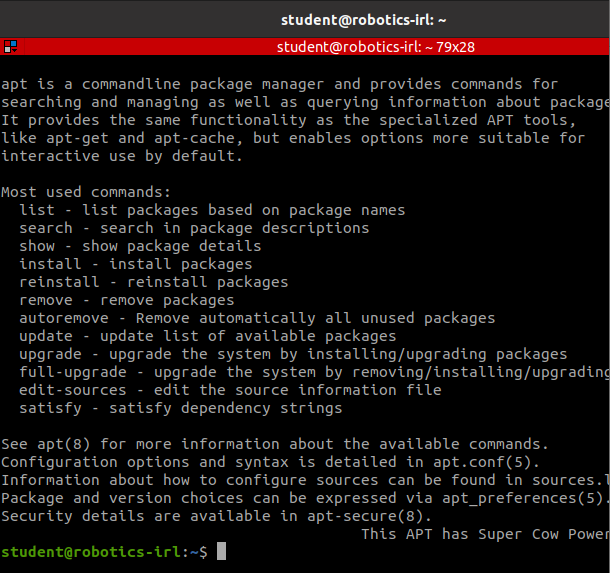 student@robotics-irl: ~
student@robotics-irl: ~ 79x28
apt is a commandline package manager and provides commands for
searching and managing as well as querying information about package
It provides the same functionality as the specialized APT tools,
like apt-get and apt-cache, but enables options more suitable for
interactive use by default.
Most used commands:
list - list packages based on package names
search - search in package descriptions
show - show package details
install - install packages
reinstall - reinstall packages
remove - remove packages
autoremove - Remove automatically all unused packages
update - update list of available packages
upgrade - upgrade the system by installing/upgrading packages
full-upgrade - upgrade the system by removing/installing/upgrading
edit-sources - edit the source information file
satisfy - satisfy dependency strings
See apt(8) for more information about the available commands.
Configuration options and syntax is detailed in apt.conf(5).
Information about how to configure sources can be found in sources.l
Package and version choices can be expressed via apt_preferences(5).
Security details are available in apt-secure(8).
This APT has Super Cow Power
student@robotics-irl:~$